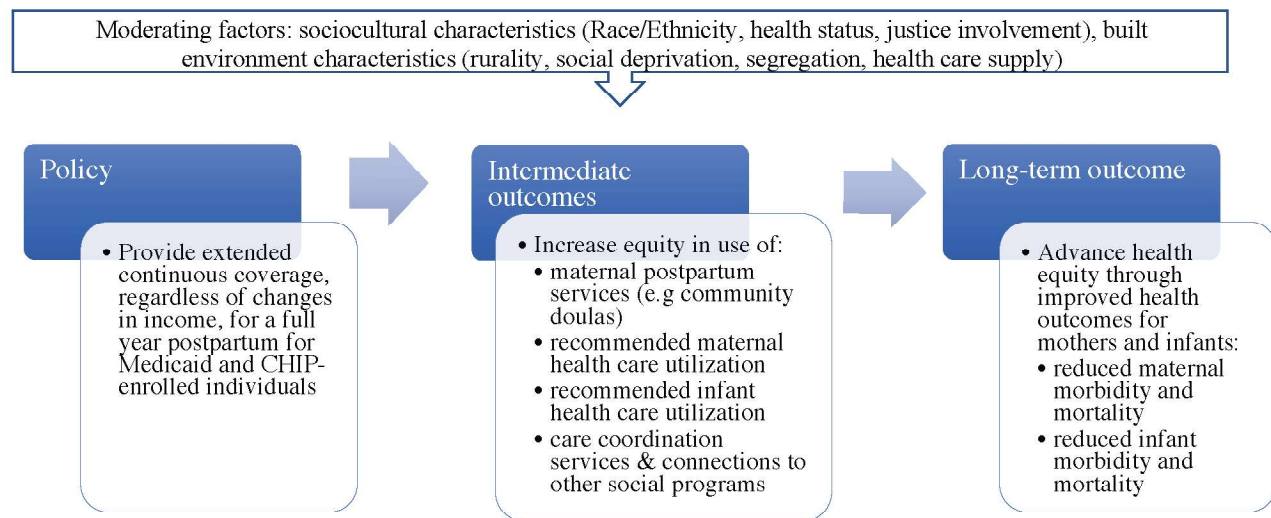 Moderating factors: sociocultural characteristics (Race/Ethnicity, health status, justice involvement), built
environment characteristics (rurality, social deprivation, segregation, health care supply)
Policy
• Provide extended
continuous coverage,
regardless of changes
in income, for a full
year postpartum for
Medicaid and CHIP-
enrolled individuals
Intermediate
outcomes
• Increase equity in use of:
• maternal postpartum
services (e.g community
doulas)
• recommended maternal
health care utilization
• recommended infant
health care utilization
• care coordination
services & connections to
other social programs
Long-term outcome
• Advance health
equity through
improved health
outcomes for
mothers and infants:
• reduced maternal
morbidity and
mortality
• reduced infant
morbidity and
mortality